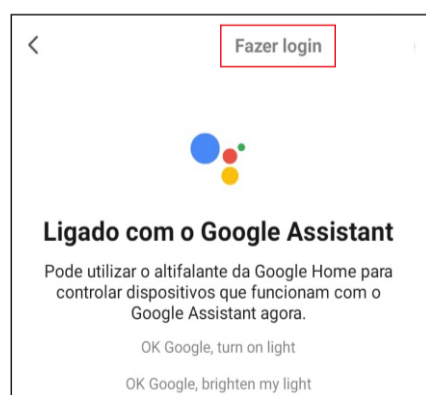 Fazer login
Ligado com o Google Assistant
Pode utilizar o altifalante da Google Home para
controlar dispositivos que funcionam com o
Google Assistant agora.
OK Google, turn on light
OK Google, brighten my light